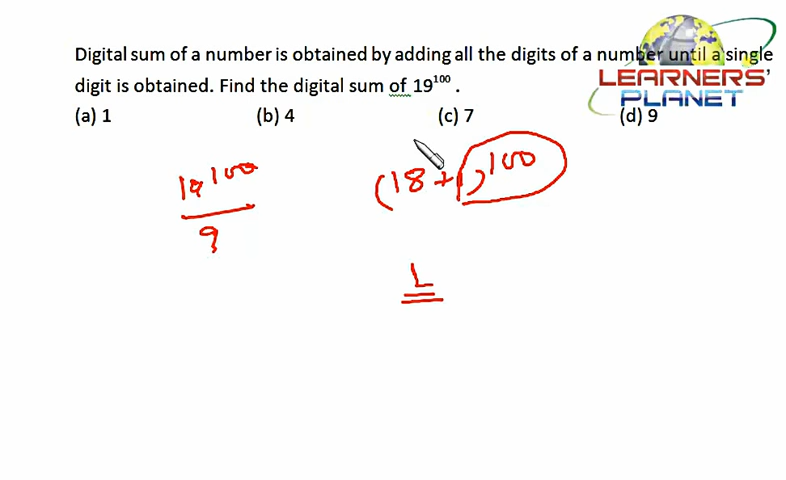 Digital sum of a number is obtained by adding all the digits of a number until a single
digit is obtained. Find the digital sum of 19¹⁰⁰ .
LEARNERS'
PLANET
(a) 1 (b) 4 (c) 7 (d) 9
19¹⁰⁰ (18+1)¹⁰⁰
9
1